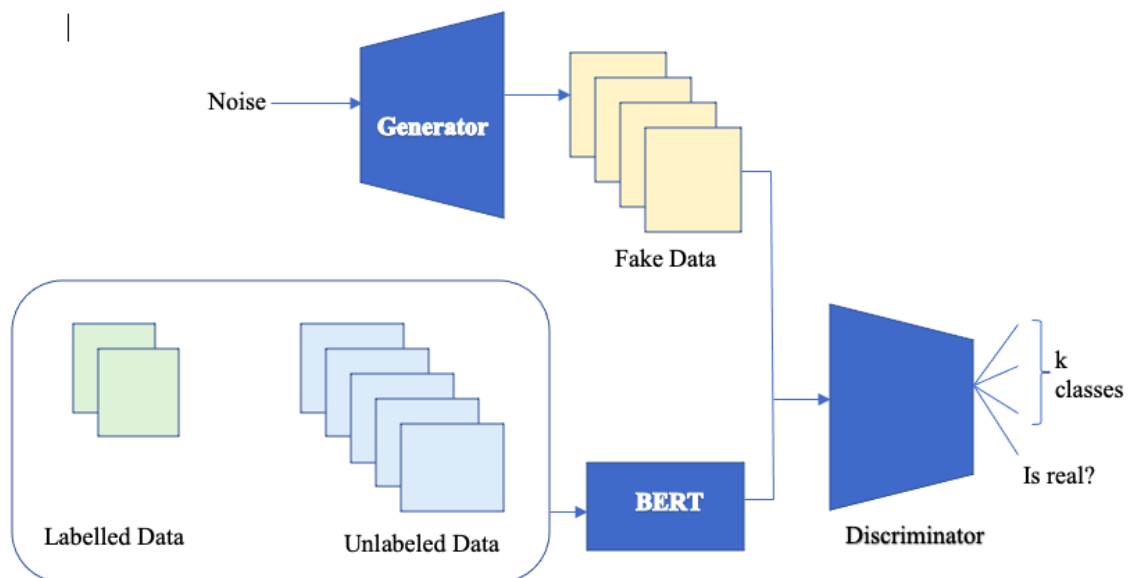 Noise
Generator
Fake Data
Labelled Data
Unlabeled Data
BERT
Discriminator
k
classes
Is real?